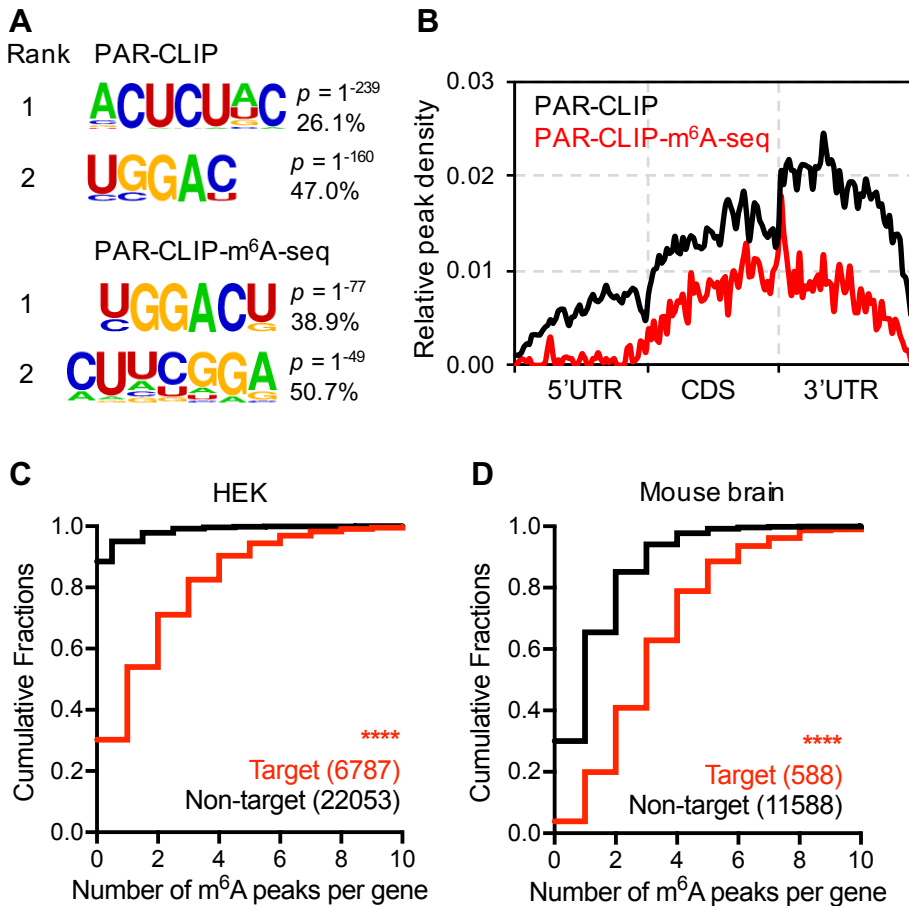 A
Rank PAR-CLIP
1 ACUCUAC p = 1-239
26.1%
2 UGGAC p = 1-160
47.0%
PAR-CLIP-m6A-seq
1 UGGACU p = 1-77
38.9%
2 CUUCGGA p = 1-49
50.7%
B
Relative peak density
0.03
0.02
0.01
0.00
PAR-CLIP
PAR-CLIP-m6A-seq
5'UTR CDS 3'UTR
C
HEK
Cumulative Fractions
1.0
0.8
0.6
0.4
0.2
0.0
****
Target (6787)
Non-target (22053)
0 2 4 6 8 10
Number of m6A peaks per gene
D
Mouse brain
Cumulative Fractions
1.0
0.8
0.6
0.4
0.2
0.0
****
Target (588)
Non-target (11588)
0 2 4 6 8 10
Number of m6A peaks per gene